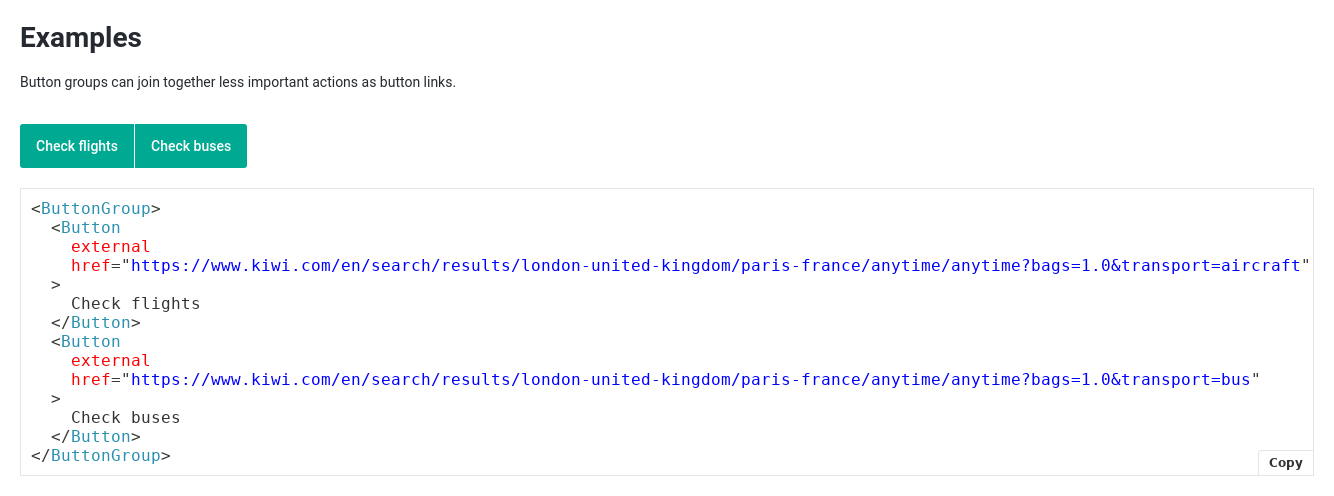 Examples
Button groups can join together less important actions as button links.
Check flights Check buses
<ButtonGroup>
  <Button
    external
    href="https://www.kiwi.com/en/search/results/london-united-kingdom/paris-france/anytime/anytime?bags=1.0&transport=aircraft"
  >
    Check flights
  </Button>
  <Button
    external
    href="https://www.kiwi.com/en/search/results/london-united-kingdom/paris-france/anytime/anytime?bags=1.0&transport=bus"
  >
    Check buses
  </Button>
</ButtonGroup>
Copy